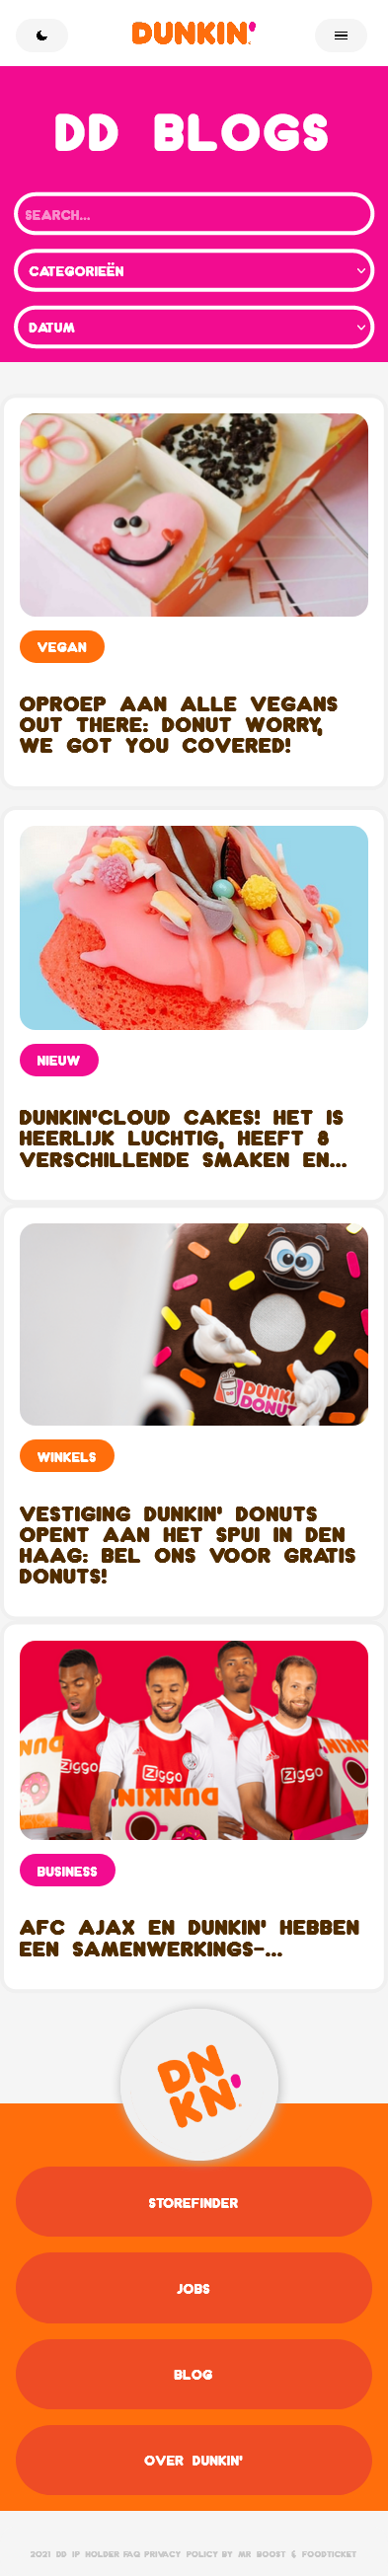 DUNKIN'
DD BLOGS
SEARCH...
CATEGORIEËN
DATUM
VEGAN
OPROEP AAN ALLE VEGANS
OUT THERE: DONUT WORRY,
WE GOT YOU COVERED!
NIEUW
DUNKIN'CLOUD CAKES! HET IS
HEERLIJK LUCHTIG, HEEFT 8
VERSCHILLENDE SMAKEN EN...
DUNKI
DONUT
WINKELS
VESTIGING DUNKIN' DONUTS
OPENT AAN HET SPUI IN DEN
HAAG: BEL ONS VOOR GRATIS
DONUTS!
ZIGGO
ZIGGO
DUNKIN'
BUSINESS
AFC AJAX EN DUNKIN' HEBBEN
EEN SAMENWERKINGS-...
DN
KN'
STOREFINDER
JOBS
BLOG
OVER DUNKIN'
2021 DD IP HOLDER FAQ PRIVACY POLICY BY MR BOOST & FOODTICKET